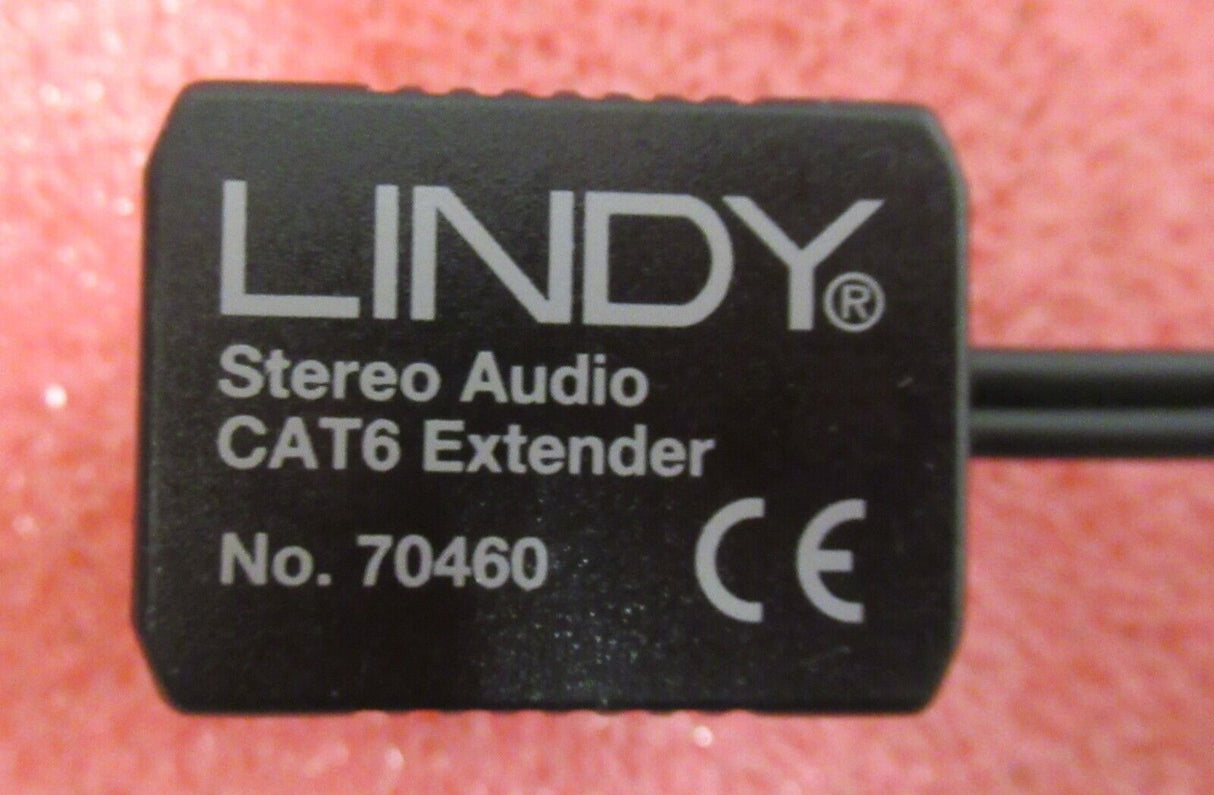 LINDY®
Stereo Audio
CAT6 Extender
No. 70460
CE